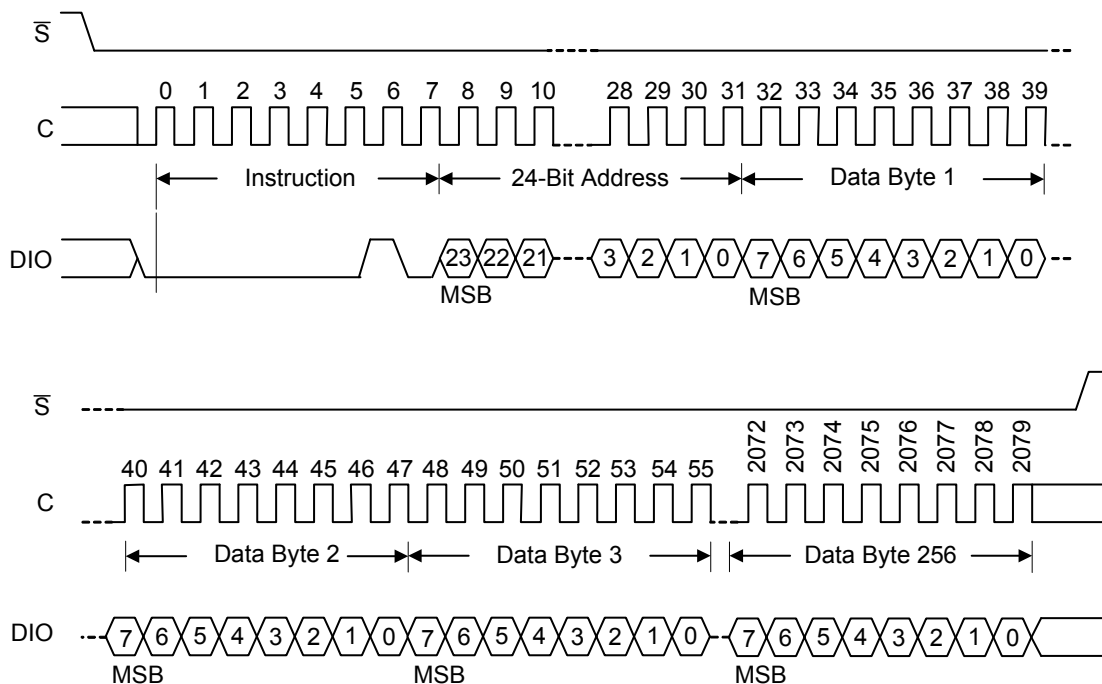 S̅
0 1 2 3 4 5 6 7 8 9 10 28 29 30 31 32 33 34 35 36 37 38 39
C
Instruction 24-Bit Address Data Byte 1
DIO 23 22 21 3 2 1 0 7 6 5 4 3 2 1 0
MSB MSB
S̅
40 41 42 43 44 45 46 47 48 49 50 51 52 53 54 55 2072 2073 2074 2075 2076 2077 2078 2079
C
Data Byte 2 Data Byte 3 Data Byte 256
DIO 7 6 5 4 3 2 1 0 7 6 5 4 3 2 1 0 7 6 5 4 3 2 1 0
MSB MSB MSB